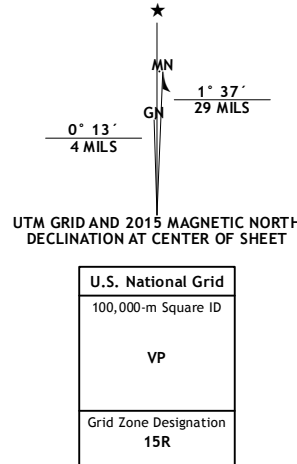 ★
MN
1° 37´
29 MILS
GN
0° 13´
4 MILS
UTM GRID AND 2015 MAGNETIC NORTH
DECLINATION AT CENTER OF SHEET
U.S. National Grid
100,000-m Square ID
VP
Grid Zone Designation
15R